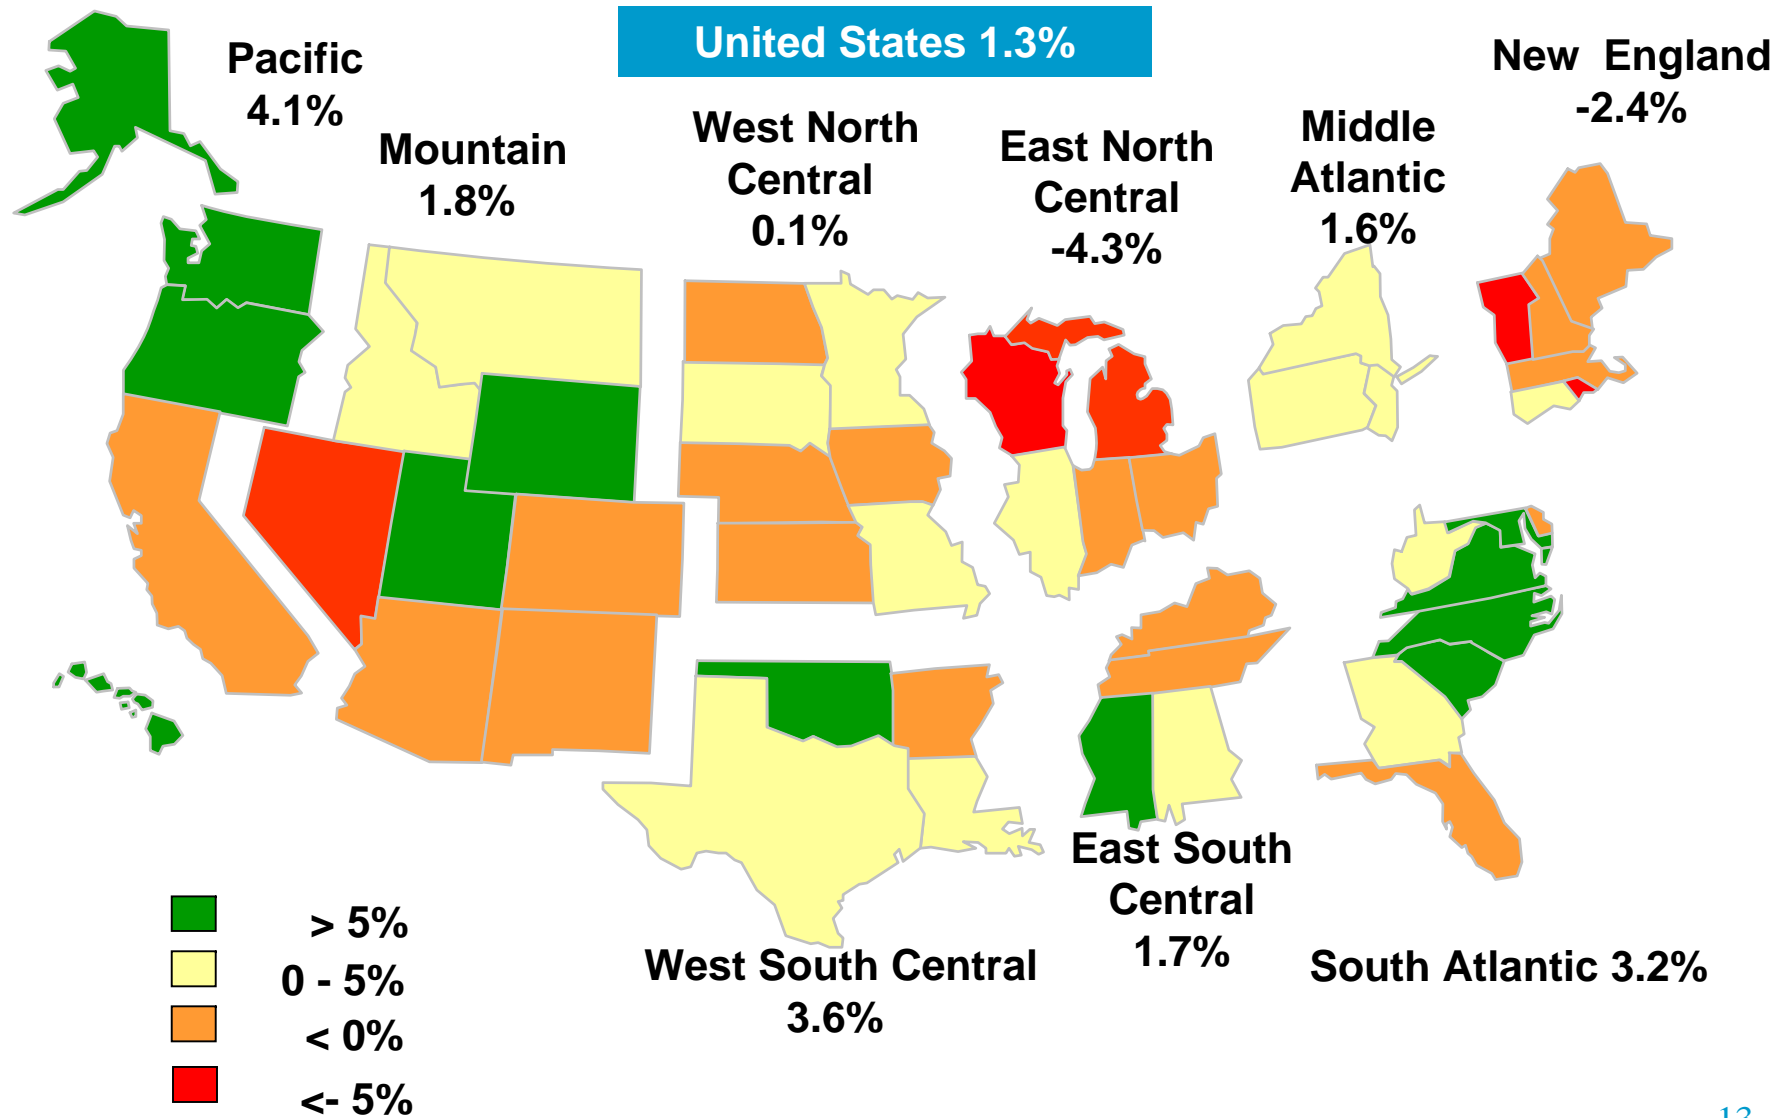 United States 1.3%
Pacific
4.1%
Mountain
1.8%
West North
Central
0.1%
East North
Central
-4.3%
Middle
Atlantic
1.6%
New England
-2.4%
> 5%
0 - 5%
< 0%
<- 5%
West South Central
3.6%
East South
Central
1.7%
South Atlantic 3.2%